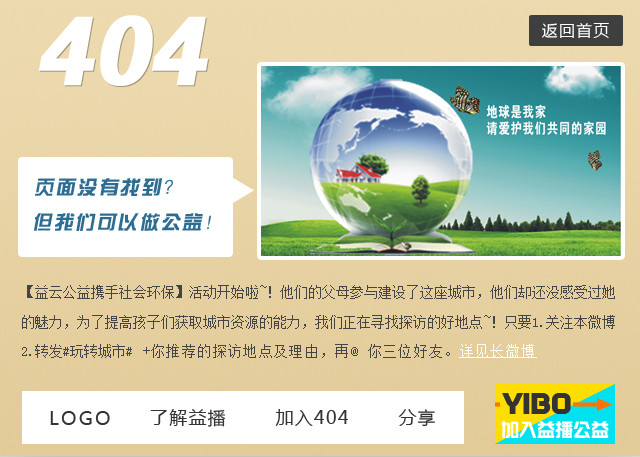 404
返回首页
地球是我家
请爱护我们共同的家园
页面没有找到?
但我们可以做公益!
【益云公益携手社会环保】活动开始啦~！他们的父母参与建设了这座城市，他们却还没感受过她
的魅力，为了提高孩子们获取城市资源的能力，我们正在寻找探访的好地点~！只要1.关注本微博
2.转发#玩转城市# +你推荐的探访地点及理由，再@ 你三位好友。详见长微博
LOGO 了解益播 加入404 分享
YIBO
加入益播公益